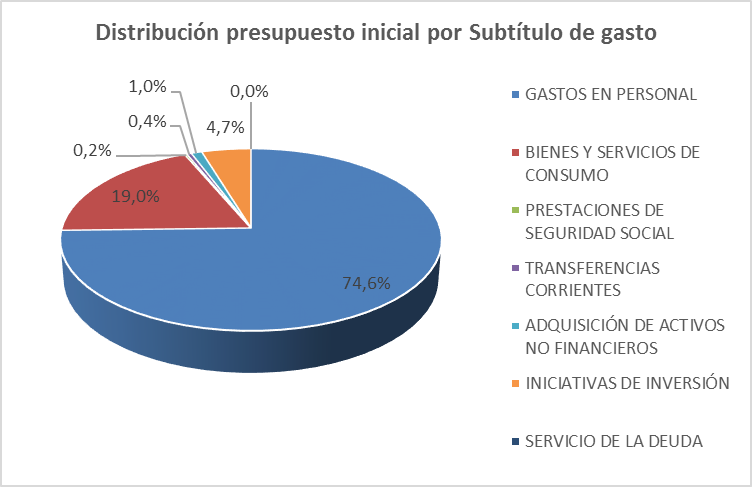 Distribución presupuesto inicial por Subtítulo de gasto
1,0%
0,0%
0,4%
4,7%
0,2%
19,0%
74,6%
GASTOS EN PERSONAL
BIENES Y SERVICIOS DE
CONSUMO
PRESTACIONES DE
SEGURIDAD SOCIAL
TRANSFERENCIAS
CORRIENTES
ADQUISICIÓN DE ACTIVOS
NO FINANCIEROS
INICIATIVAS DE INVERSIÓN
SERVICIO DE LA DEUDA